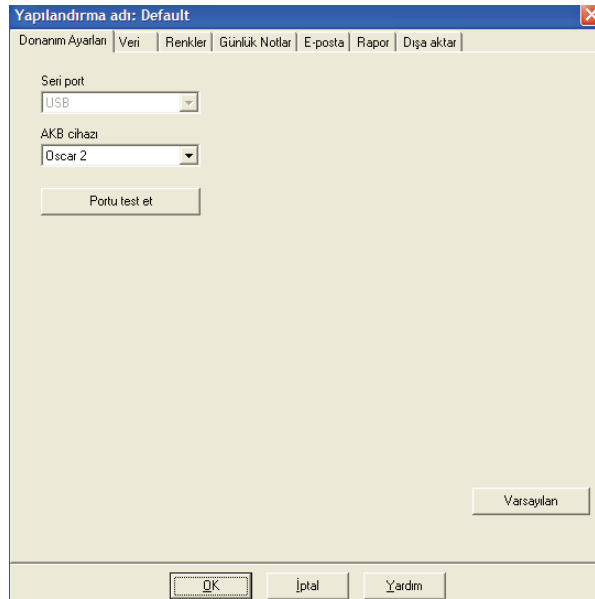 Yapılandırma adı: Default
Donanım Ayarları Veri Renkler Günlük Notlar E-posta Rapor Dışa aktar
Seri port
USB
AKB cihazı
Oscar 2
Portu test et
Varsayılan
OK İptal Yardım